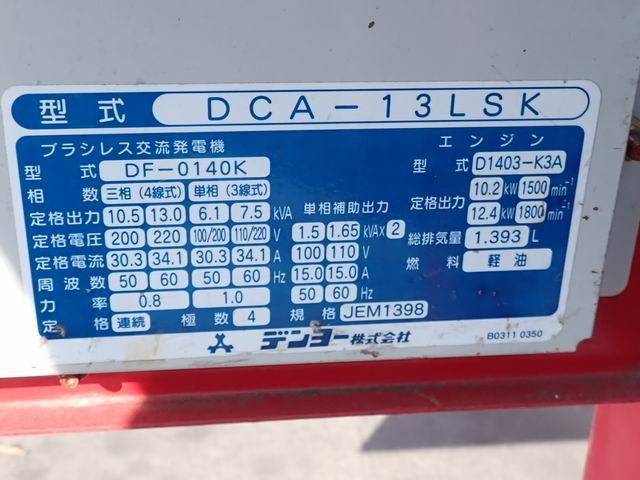 型式 DCA-13LSK
ブラシレス交流発電機
型式 DF-0140K
相数 三相(4線式) 単相(3線式)
定格出力 10.5 13.0 6.1 7.5 kVA
定格電圧 200 220 100/200 110/220 V
定格電流 30.3 34.1 30.3 34.1 A
周波数 50 60 50 60 Hz
力率 0.8 1.0
定格 連続 極数 4
単相補助出力
1.5 1.65 kVA× 2
100 110 V
15.0 15.0 A
50 60 Hz
規格 JEM1398
エンジン
型式 D1403-K3A
定格出力 10.2 kW 1500 min⁻¹
12.4 kW 1800 min⁻¹
総排気量 1.393 L
燃料 軽油
デンヨー株式会社
B0311 0350